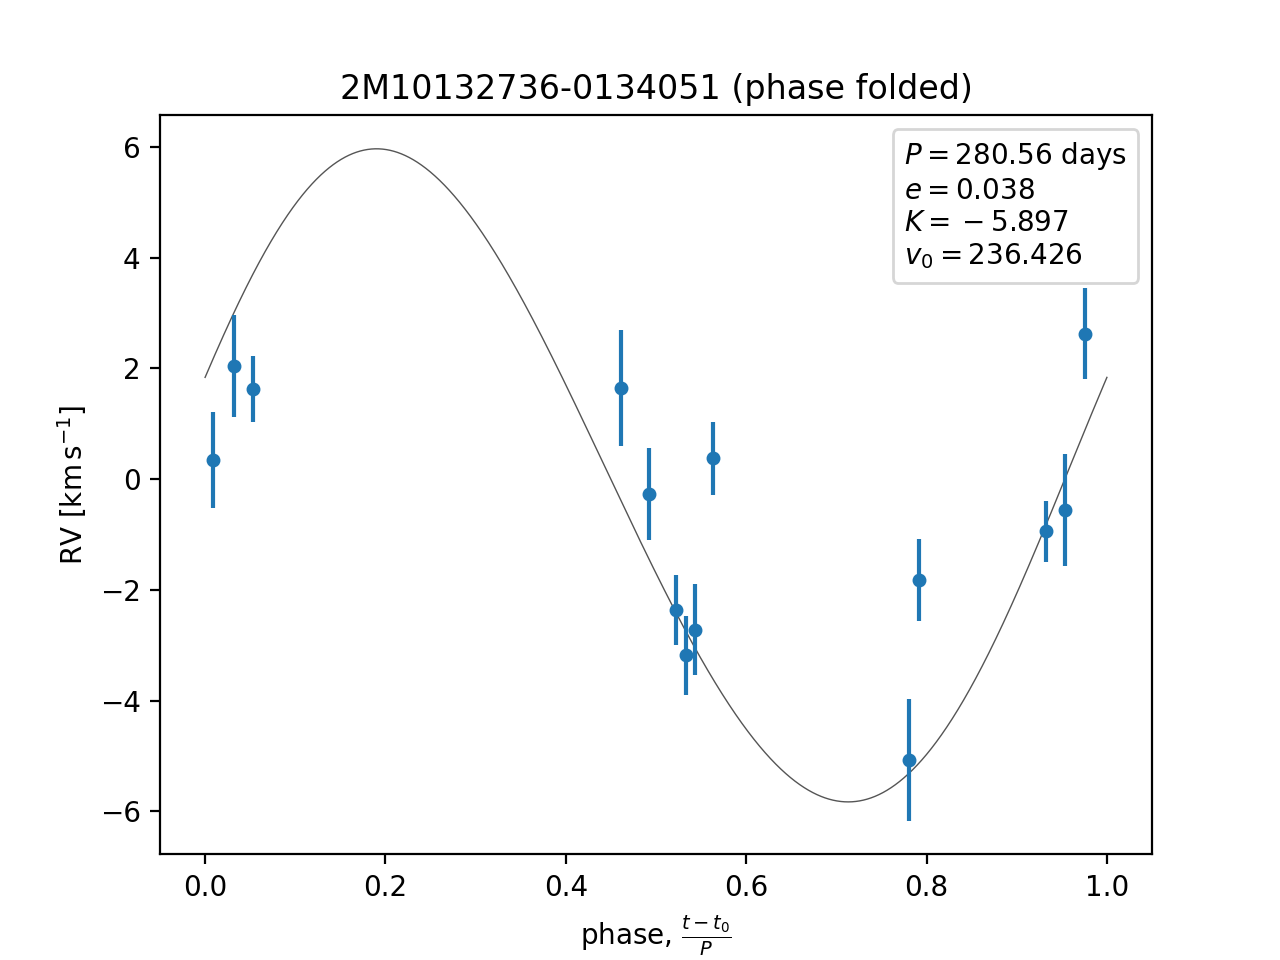 2M10132736-0134051 (phase folded)
P = 280.56 days
e = 0.038
K = −5.897
v₀ = 236.426
6
4
2
0
−2
−4
−6
RV [km s⁻¹]
0.0 0.2 0.4 0.6 0.8 1.0
phase, (t − t₀)/P